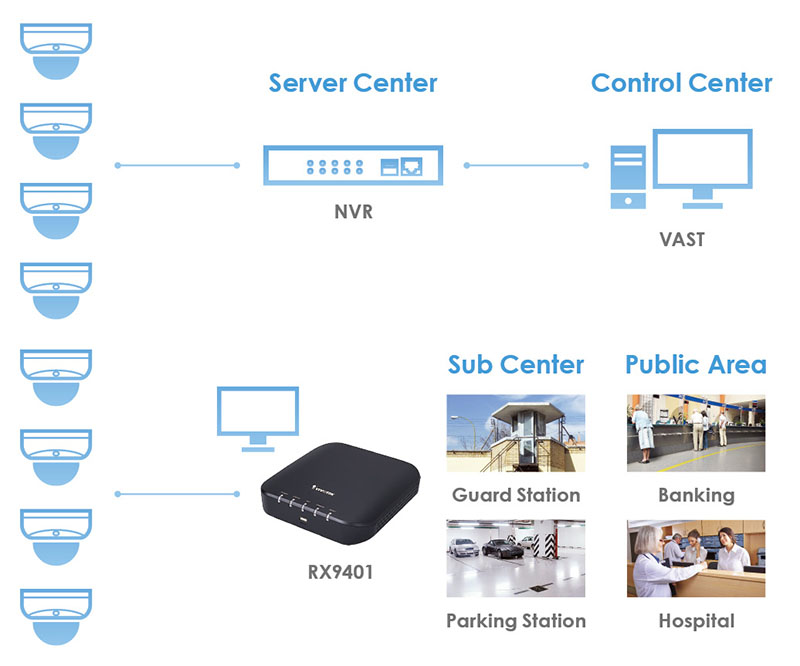 Server Center
Control Center
NVR
VAST
Sub Center
Public Area
Guard Station
Banking
RX9401
Parking Station
Hospital